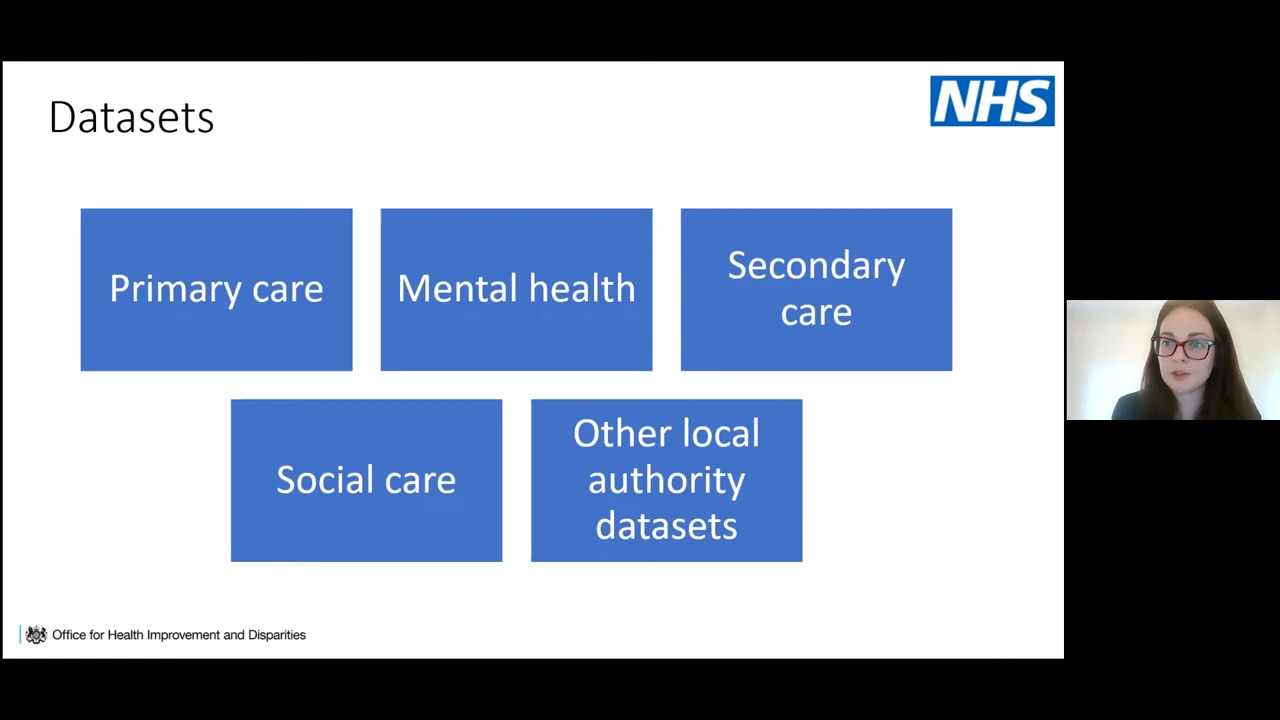 Datasets
NHS
Primary care
Mental health
Secondary
care
Social care
Other local
authority
datasets
Office for Health Improvement and Disparities